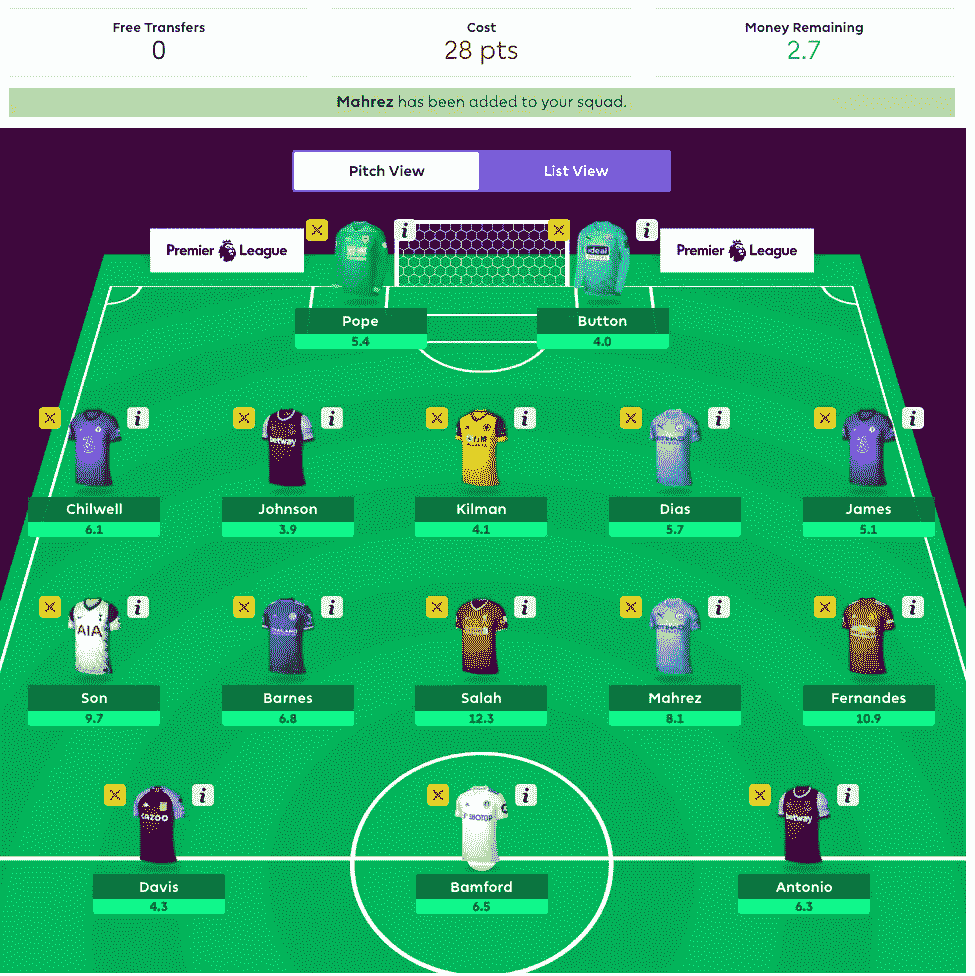 Free Transfers Cost Money Remaining
0 28 pts 2.7
Mahrez has been added to your squad.
Pitch View List View
Premier League Premier League
Pope Button
5.4 4.0
Chilwell Johnson Kilman Dias James
6.1 3.9 4.1 5.7 5.1
AIA
Son Barnes Salah Mahrez Fernandes
9.7 6.8 12.3 8.1 10.9
cazoo betway
Davis Bamford Antonio
4.3 6.5 6.3